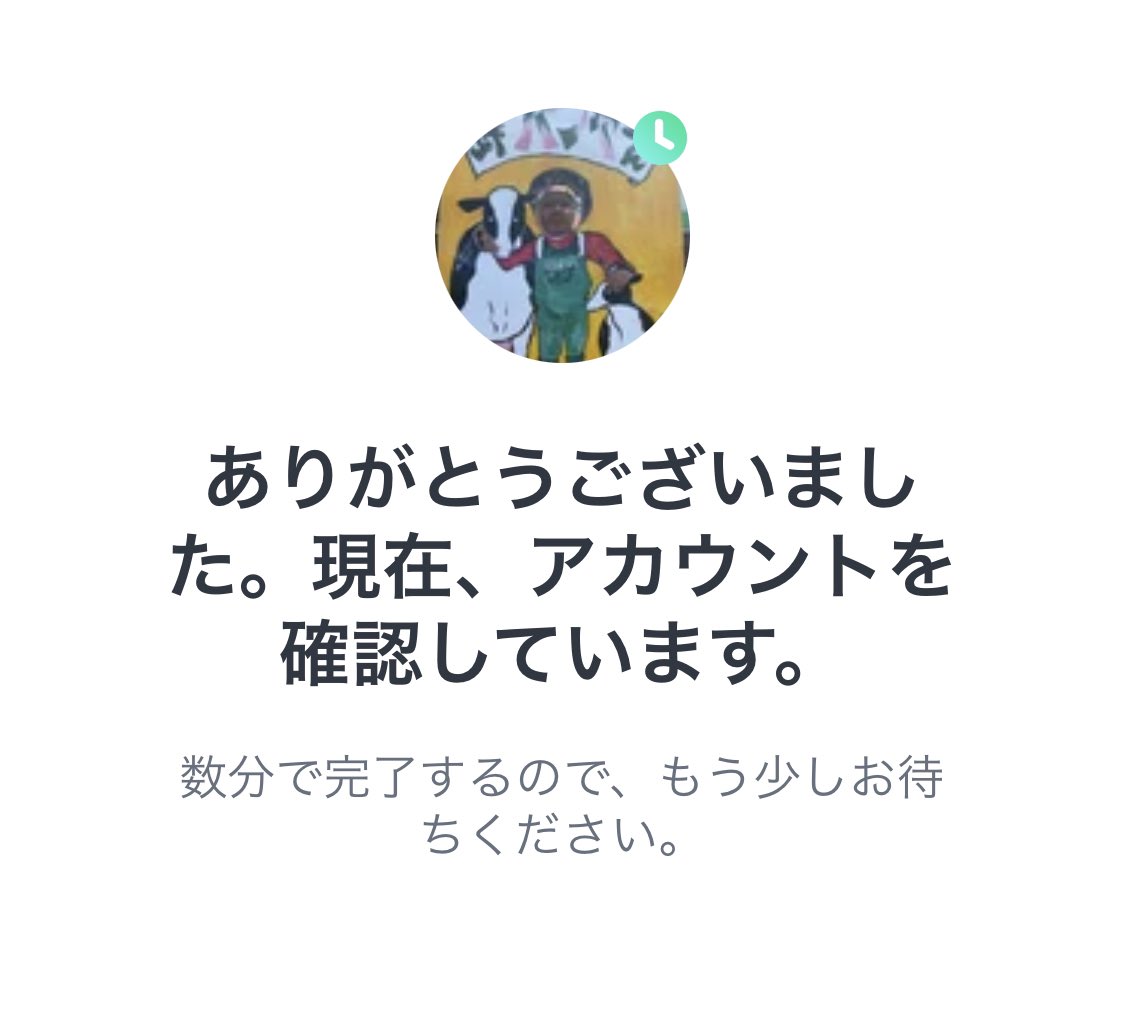 ありがとうございまし
た。現在、アカウントを
確認しています。
数分で完了するので、もう少しお待
ちください。